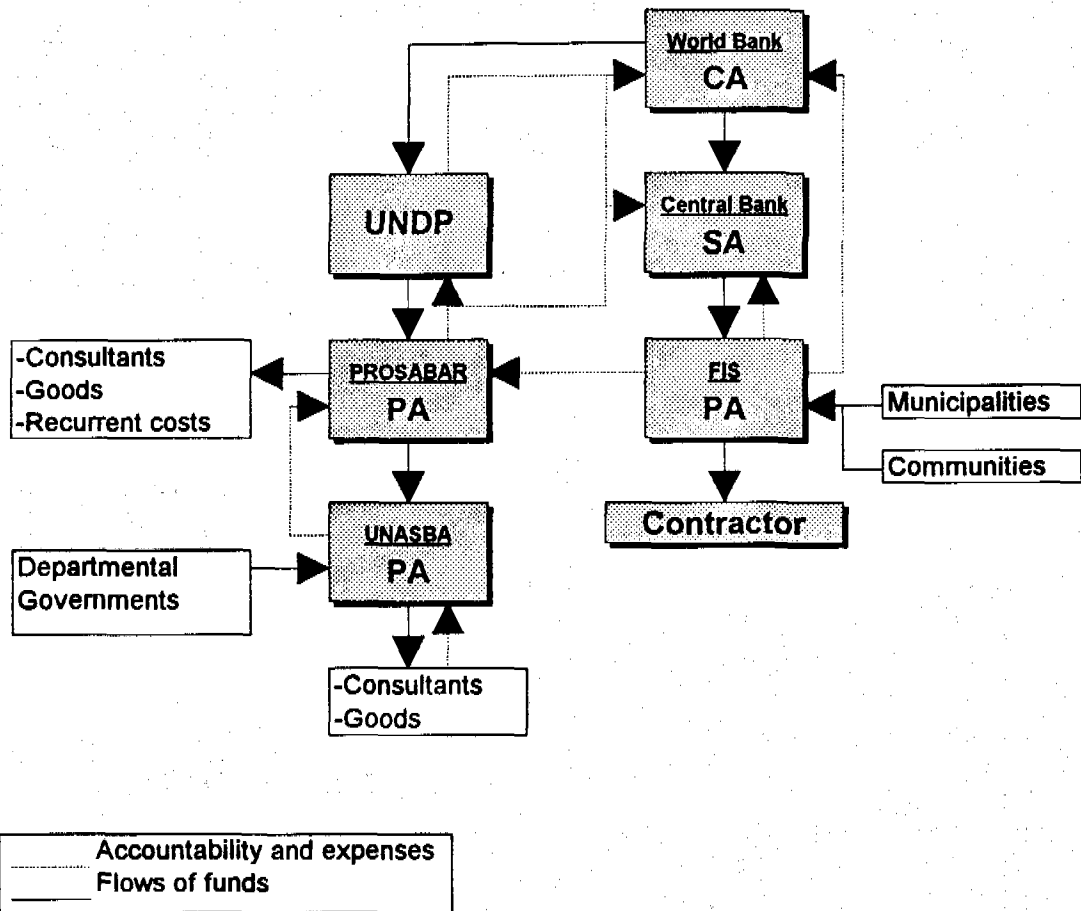 World Bank
CA
UNDP
Central Bank
SA
-Consultants
-Goods
-Recurrent costs
PROSABAR
PA
FIS
PA
Municipalities
Communities
Contractor
UNASBA
PA
Departmental
Governments
-Consultants
-Goods
Accountability and expenses
Flows of funds